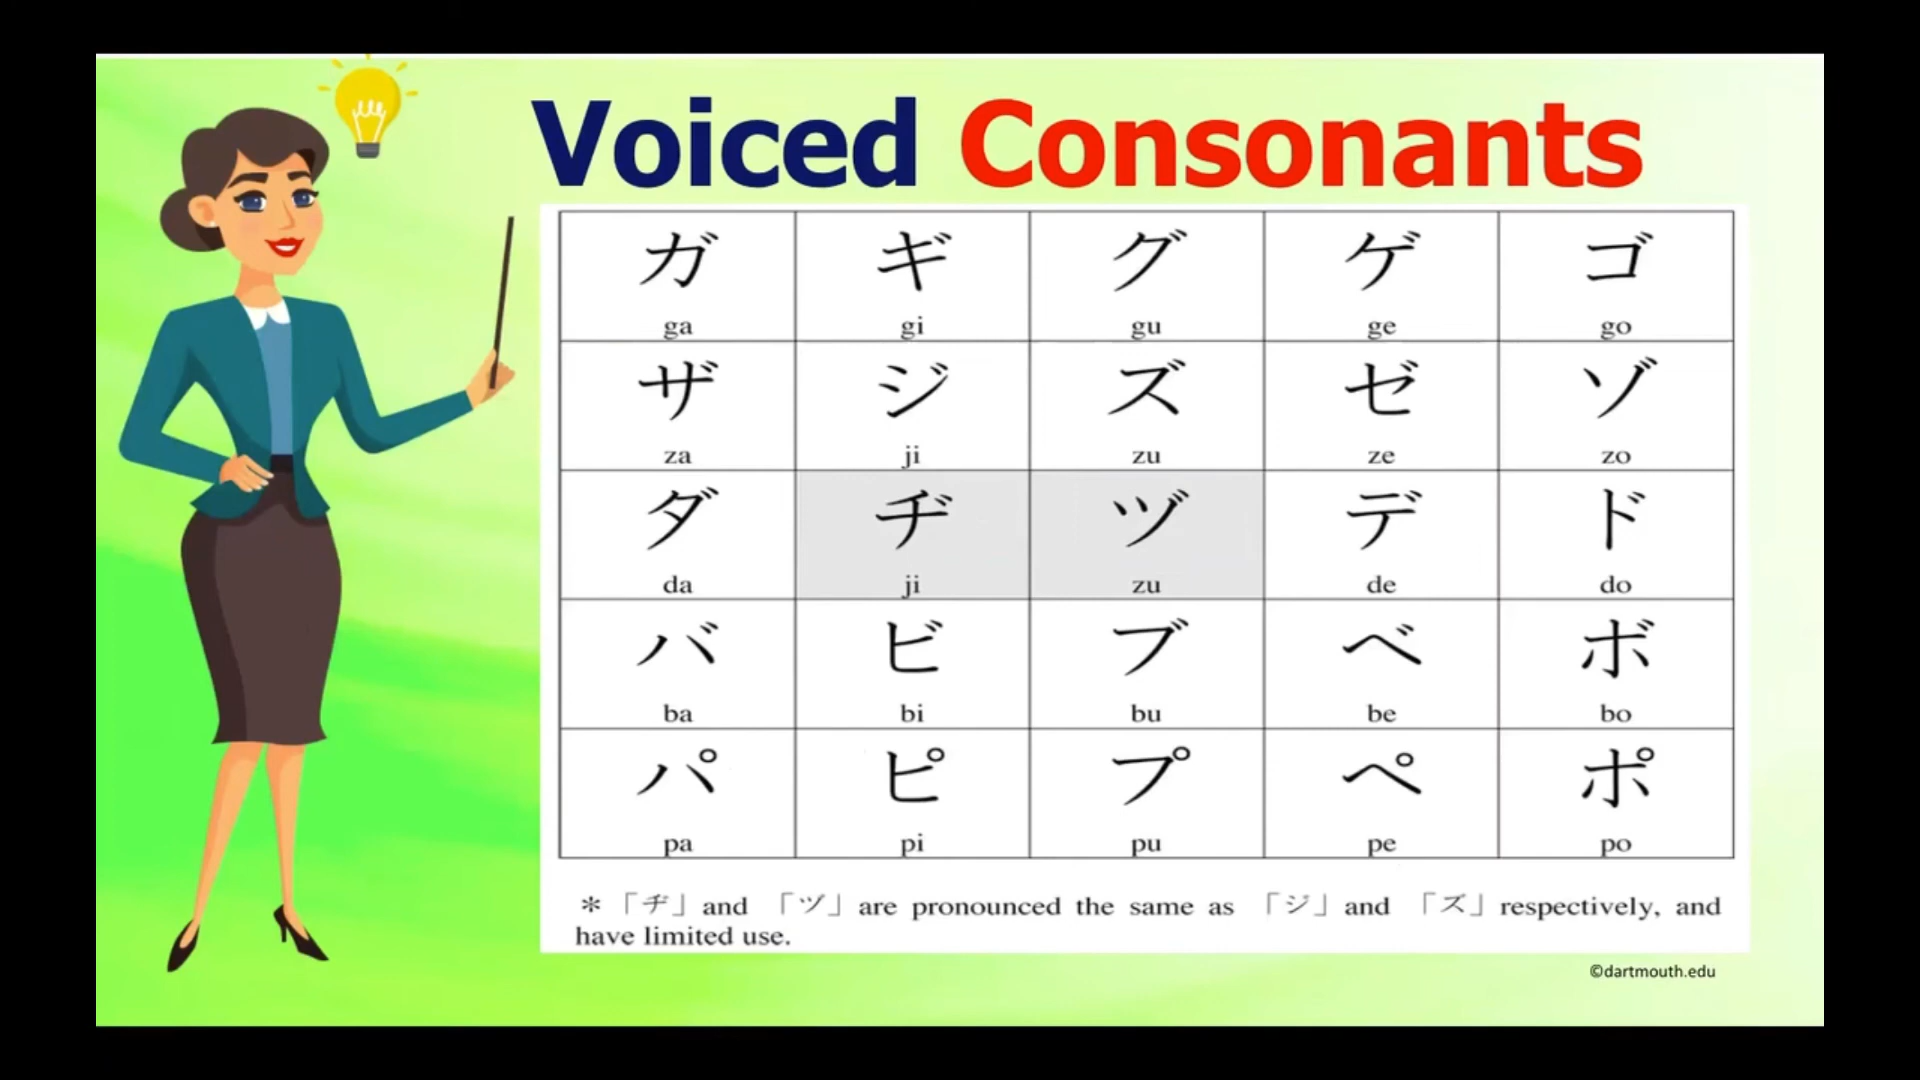 Voiced Consonants
ガ ギ グ ゲ ゴ
ga gi gu ge go
ザ ジ ズ ゼ ゾ
za ji zu ze zo
ダ ヂ ヅ デ ド
da ji zu de do
バ ビ ブ ベ ボ
ba bi bu be bo
パ ピ プ ペ ポ
pa pi pu pe po
＊「ヂ」and 「ヅ」are pronounced the same as 「ジ」and 「ズ」respectively, and
have limited use.
©dartmouth.edu